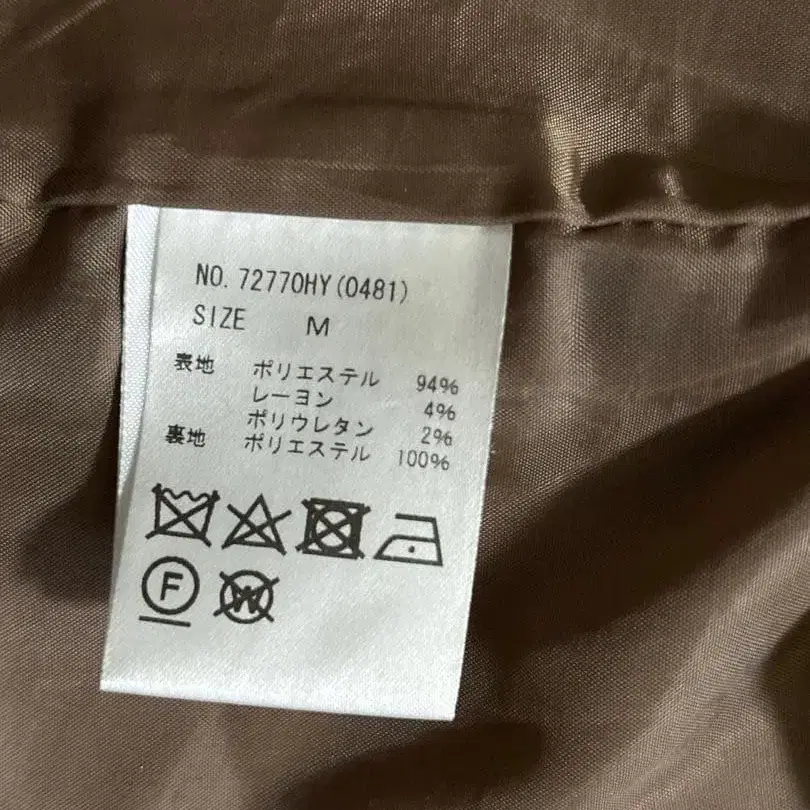 NO. 72770HY(0481)
SIZE M
表地 ポリエステル 94%
レーヨン 4%
ポリウレタン 2%
裏地 ポリエステル 100%
F W